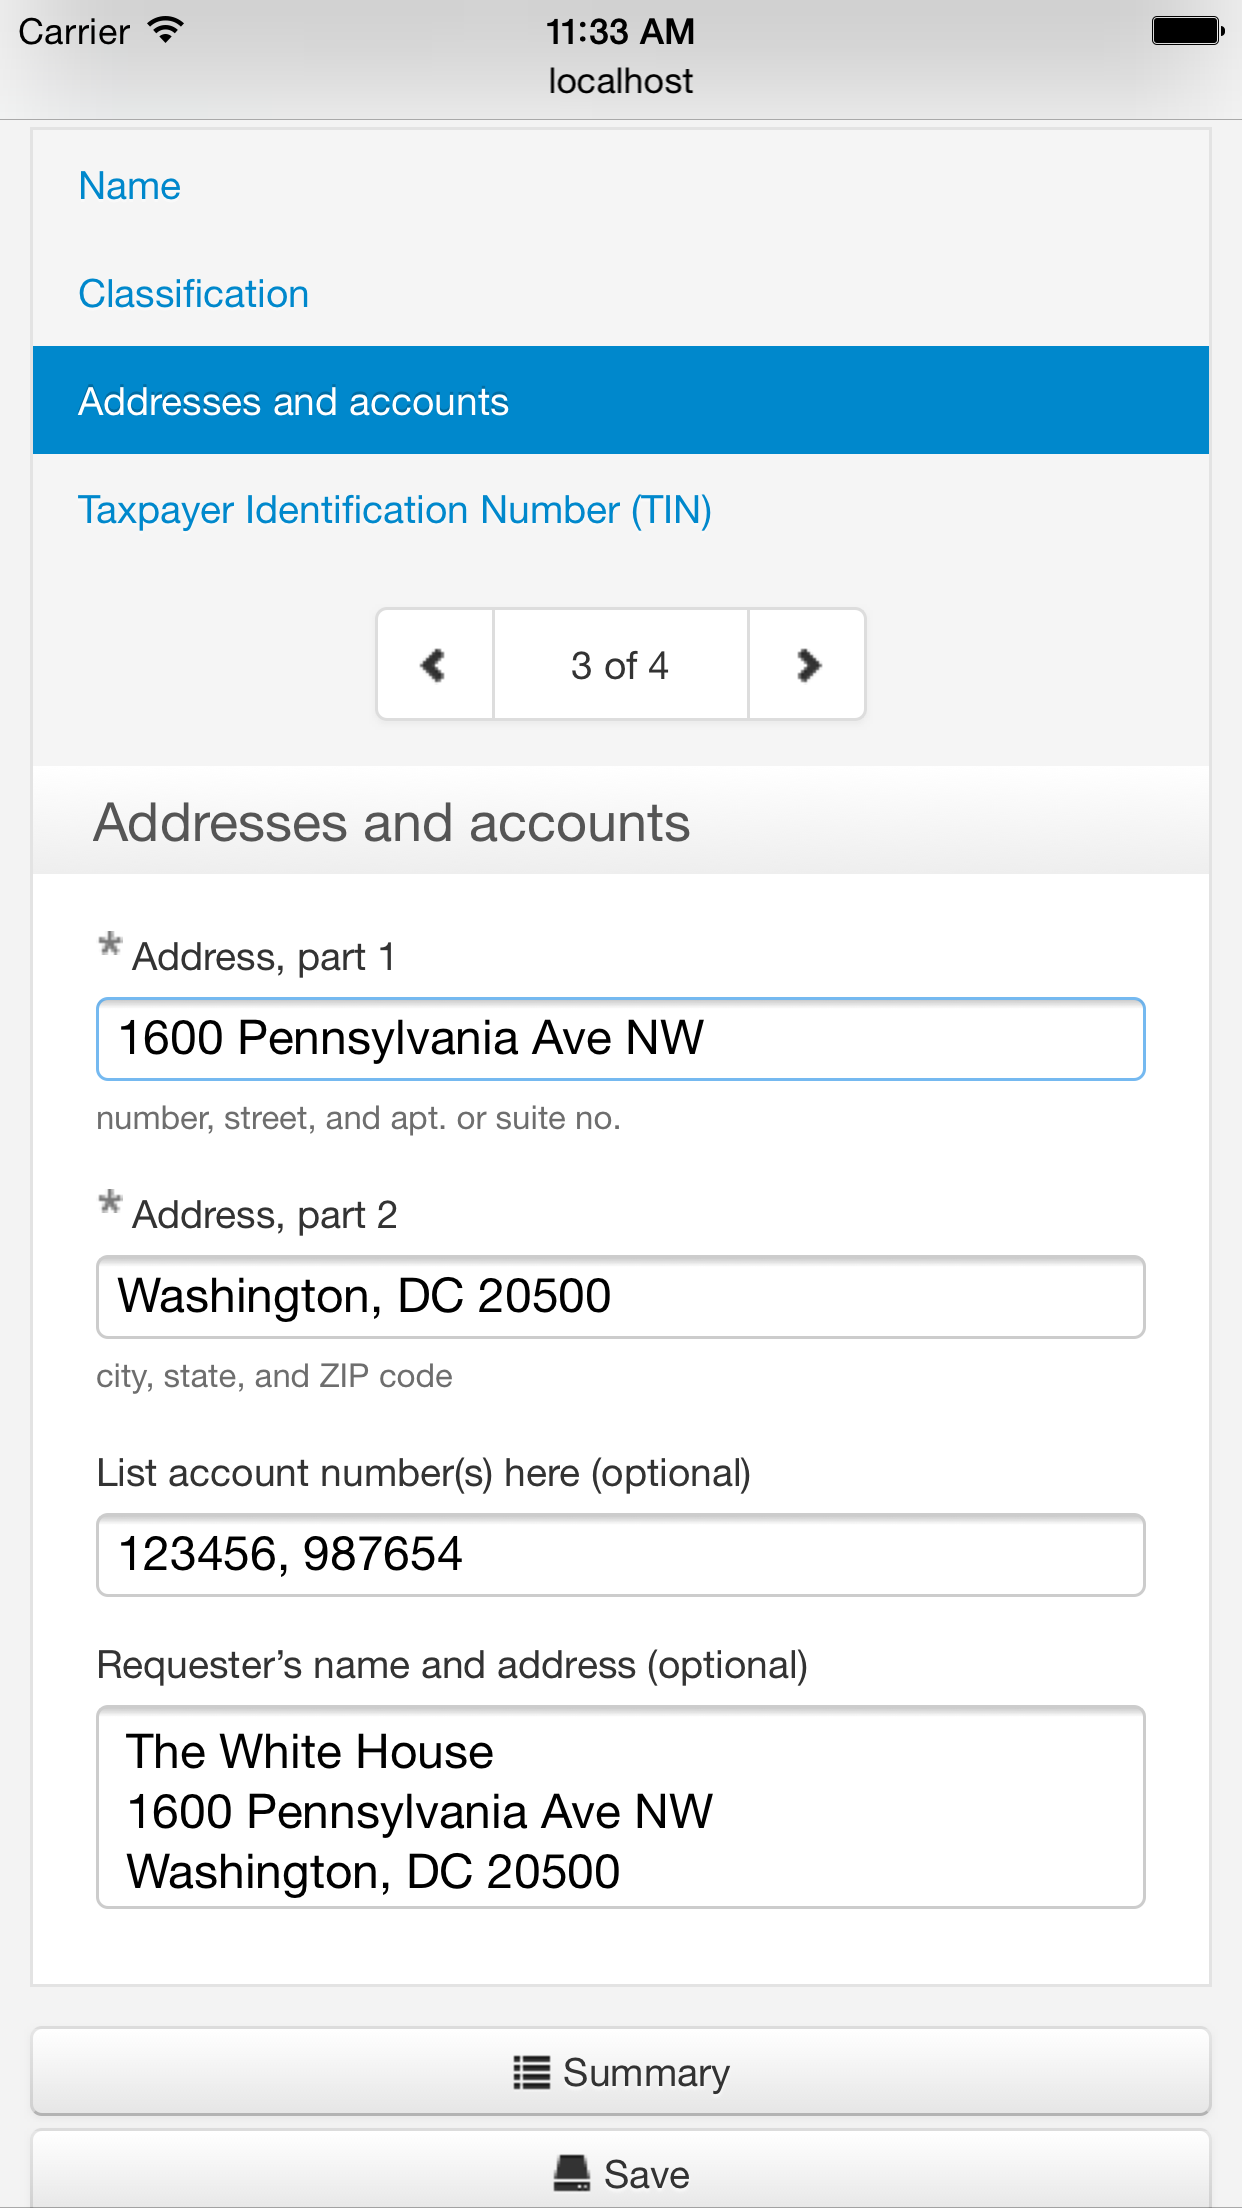 Carrier 11:33 AM
localhost
Name
Classification
Addresses and accounts
Taxpayer Identification Number (TIN)
3 of 4
Addresses and accounts
* Address, part 1
1600 Pennsylvania Ave NW
number, street, and apt. or suite no.
* Address, part 2
Washington, DC 20500
city, state, and ZIP code
List account number(s) here (optional)
123456, 987654
Requester’s name and address (optional)
The White House
1600 Pennsylvania Ave NW
Washington, DC 20500
Summary
Save